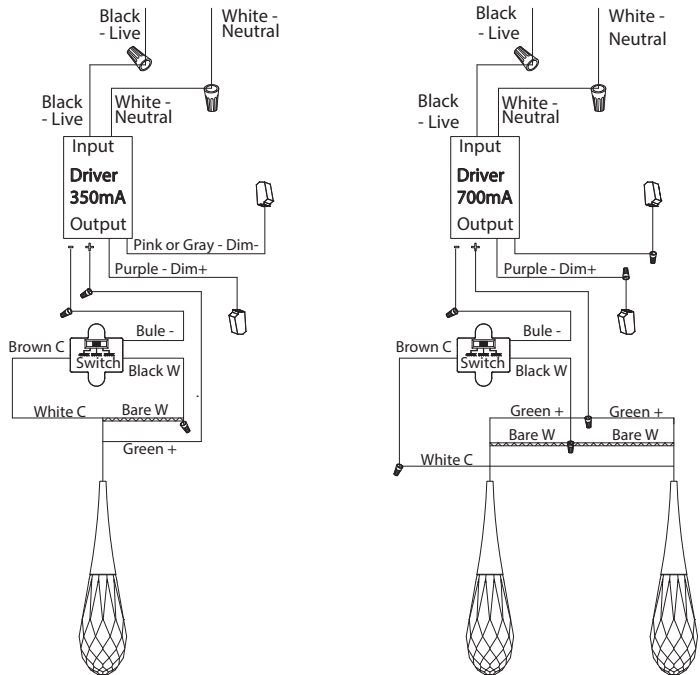 Black
- Live
White -
Neutral
Black
- Live
White -
Neutral
Input
Driver
350mA
Output
- +
Pink or Gray - Dim-
Purple - Dim+
Bule -
Brown C
Switch
Black W
White C
Bare W
Green +
Black
- Live
White -
Neutral
Black
- Live
White -
Neutral
Input
Driver
700mA
Output
- +
Purple - Dim+
Bule -
Brown C
Switch
Black W
Green +
Green +
Bare W
Bare W
White C